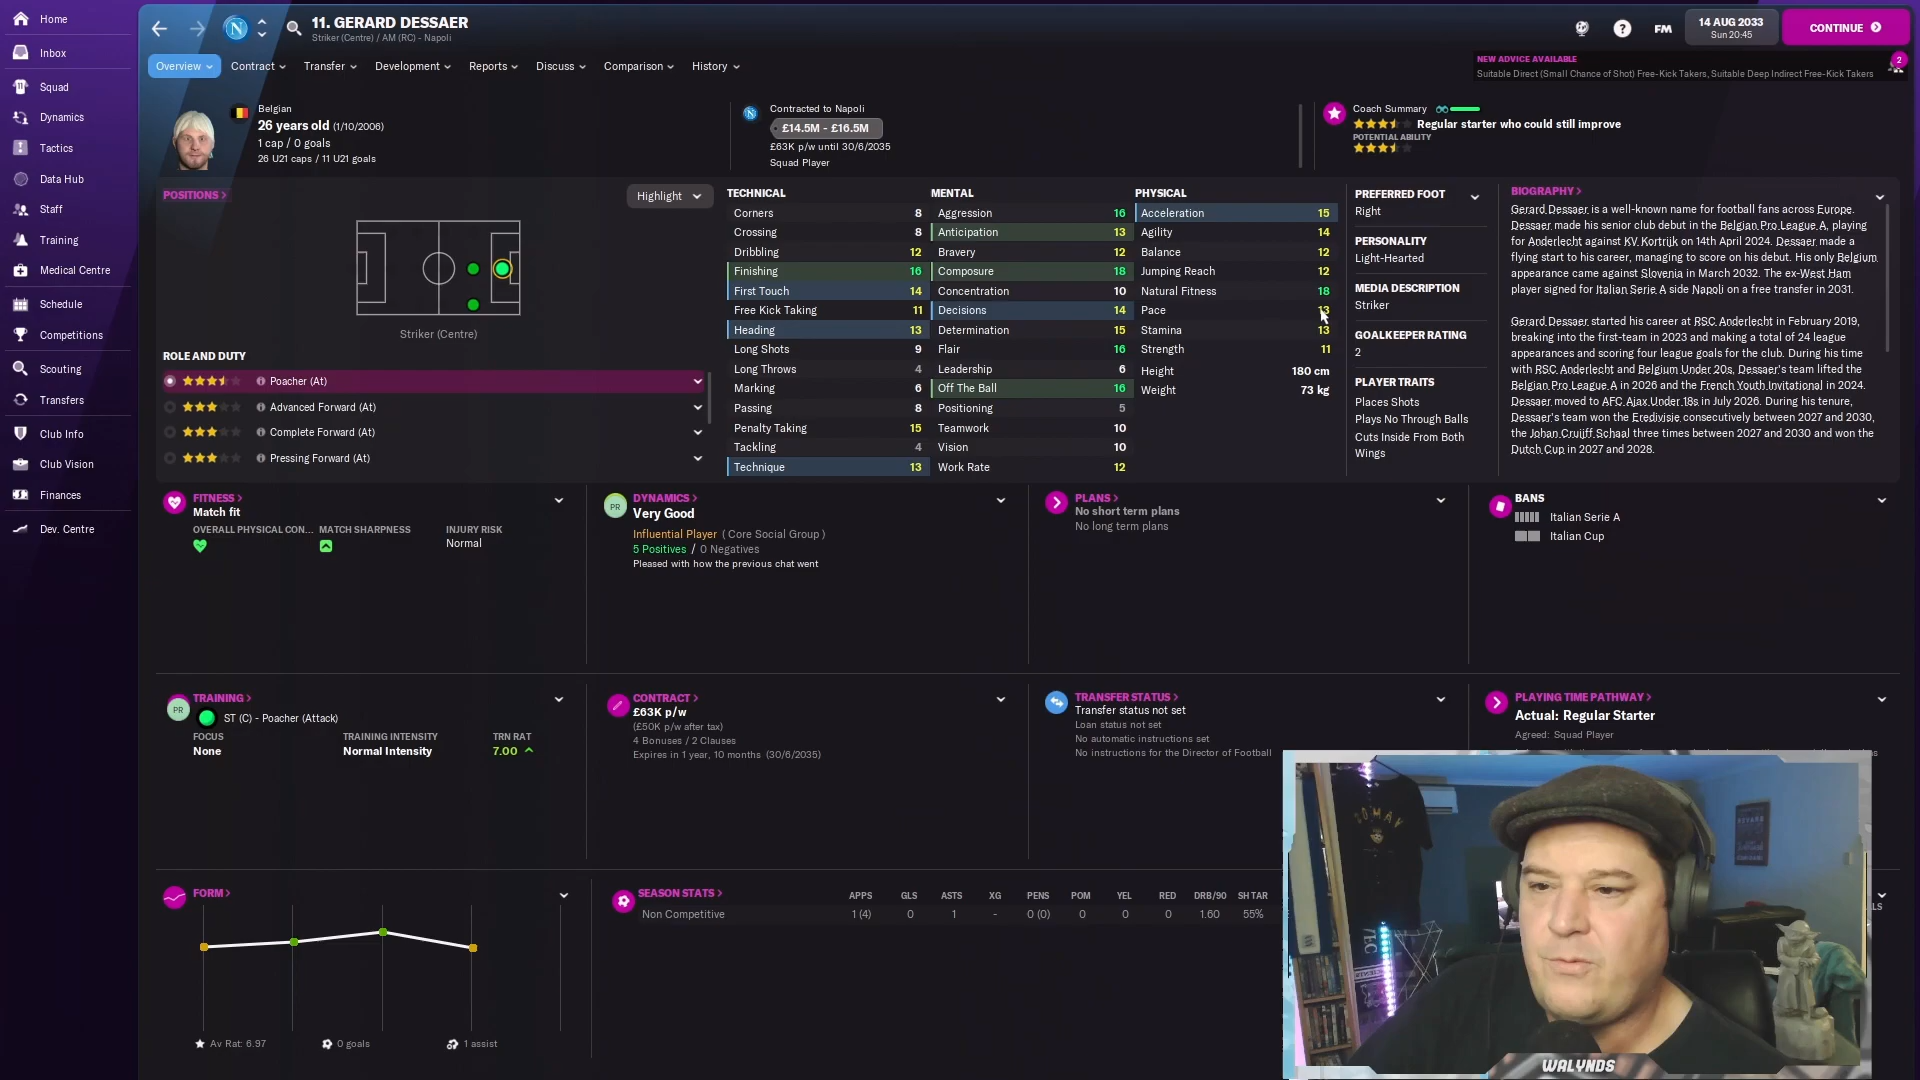 Home
Inbox
Squad
Dynamics
Tactics
Data Hub
Staff
Training
Medical Centre
Schedule
Competitions
Scouting
Transfers
Club Info
Club Vision
Finances
Dev. Centre
11. GERARD DESSAER
Striker (Centre) / AM (RC) - Napoli
FM
14 AUG 2033
Sun 20:45
CONTINUE
Overview
Contract
Transfer
Development
Reports
Discuss
Comparison
History
NEW ADVICE AVAILABLE
Suitable Direct (Small Chance of Shot) Free-Kick Takers, Suitable Deep Indirect Free-Kick Takers
2
Belgian
26 years old (1/10/2006)
1 cap / 0 goals
26 U21 caps / 11 U21 goals
Contracted to Napoli
£14.5M - £16.5M
£63K p/w until 30/6/2035
Squad Player
Coach Summary
Regular starter who could still improve
POTENTIAL ABILITY
POSITIONS >
Highlight
Striker (Centre)
ROLE AND DUTY
Poacher (At)
Advanced Forward (At)
Complete Forward (At)
Pressing Forward (At)
TECHNICAL
Corners 8
Crossing 8
Dribbling 12
Finishing 16
First Touch 14
Free Kick Taking 11
Heading 13
Long Shots 9
Long Throws 4
Marking 6
Passing 8
Penalty Taking 15
Tackling 4
Technique 13
MENTAL
Aggression 16
Anticipation 13
Bravery 12
Composure 18
Concentration 10
Decisions 14
Determination 15
Flair 16
Leadership 6
Off The Ball 16
Positioning 5
Teamwork 10
Vision 10
Work Rate 12
PHYSICAL
Acceleration 15
Agility 14
Balance 12
Jumping Reach 12
Natural Fitness 18
Pace 13
Stamina 13
Strength 11
Height 180 cm
Weight 73 kg
PREFERRED FOOT
Right
PERSONALITY
Light-Hearted
MEDIA DESCRIPTION
Striker
GOALKEEPER RATING
2
PLAYER TRAITS
Places Shots
Plays No Through Balls
Cuts Inside From Both
Wings
BIOGRAPHY >
Gerard Dessaer is a well-known name for football fans across Europe.
Dessaer made his senior club debut in the Belgian Pro League A, playing
for Anderlecht against KV Kortrijk on 14th April 2024. Dessaer made a
flying start to his career, managing to score on his debut. His only Belgium
appearance came against Slovenia in March 2032. The ex-West Ham
player signed for Italian Serie A side Napoli on a free transfer in 2031.
Gerard Dessaer started his career at RSC Anderlecht in February 2019,
breaking into the first-team in 2023 and making a total of 24 league
appearances and scoring four league goals for the club. During his time
with RSC Anderlecht and Belgium Under 20s, Dessaer's team lifted the
Belgian Pro League A in 2026 and the French Youth Invitational in 2024.
Dessaer moved to AFC Ajax Under 18s in July 2026. During his tenure,
Dessaer's team won the Eredivisie consecutively between 2027 and 2030,
the Johan Cruijff Schaal three times between 2027 and 2030 and won the
Dutch Cup in 2027 and 2028.
FITNESS >
Match fit
OVERALL PHYSICAL CON... MATCH SHARPNESS INJURY RISK
Normal
PR
DYNAMICS >
Very Good
Influential Player ( Core Social Group )
5 Positives / 0 Negatives
Pleased with how the previous chat went
PLANS >
No short term plans
No long term plans
BANS
Italian Serie A
Italian Cup
PR
TRAINING >
ST (C) - Poacher (Attack)
FOCUS TRAINING INTENSITY TRN RAT
None Normal Intensity 7.00
CONTRACT >
£63K p/w
(£50K p/w after tax)
4 Bonuses / 2 Clauses
Expires in 1 year, 10 months (30/6/2035)
TRANSFER STATUS >
Transfer status not set
Loan status not set
No automatic instructions set
No instructions for the Director of Football
PLAYING TIME PATHWAY >
Actual: Regular Starter
Agreed: Squad Player
FORM >
Av Rat: 6.97 0 goals 1 assist
SEASON STATS > APPS GLS ASTS XG PENS POM YEL RED DRB/90 SH TAR
Non Competitive 1 (4) 0 1 - 0 (0) 0 0 0 1.60 55%
WALYNDS